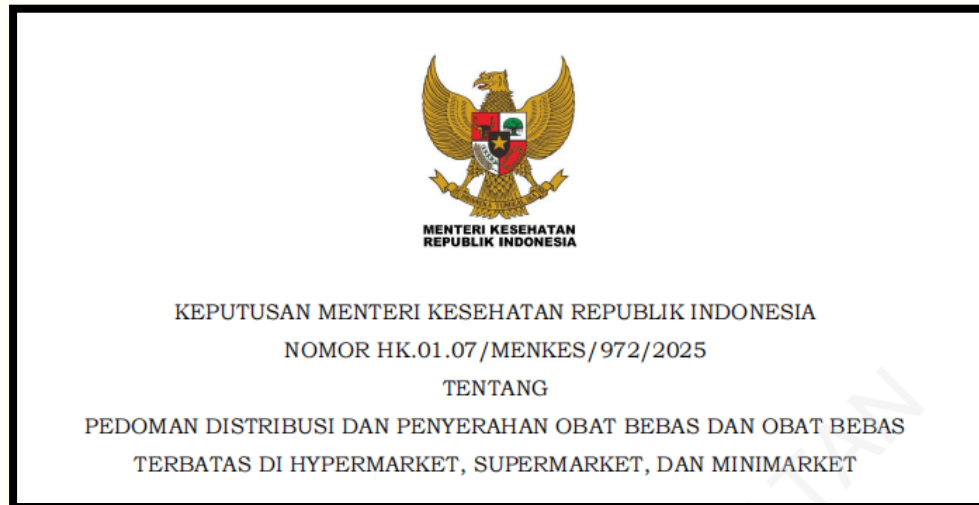 MENTERI KESEHATAN
REPUBLIK INDONESIA
KEPUTUSAN MENTERI KESEHATAN REPUBLIK INDONESIA
NOMOR HK.01.07/MENKES/972/2025
TENTANG
PEDOMAN DISTRIBUSI DAN PENYERAHAN OBAT BEBAS DAN OBAT BEBAS
TERBATAS DI HYPERMARKET, SUPERMARKET, DAN MINIMARKET
TAN